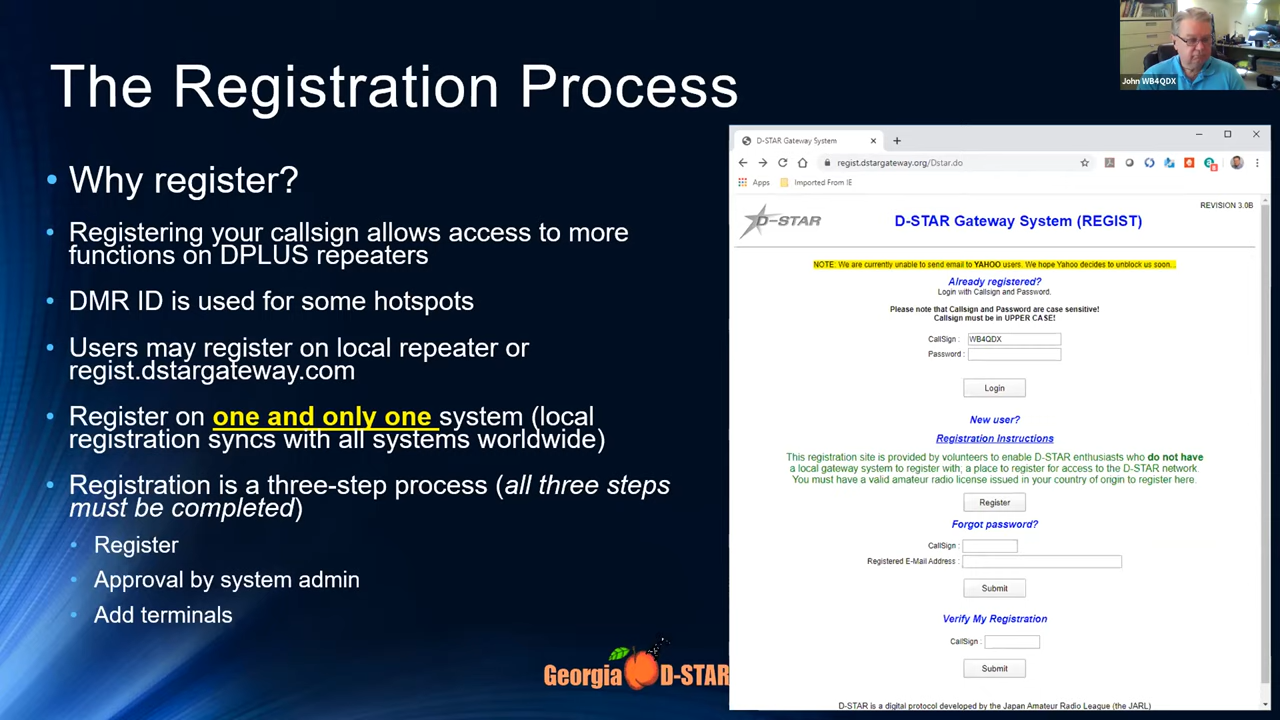 The Registration Process
John WB4QDX
• Why register?
• Registering your callsign allows access to more
functions on DPLUS repeaters
• DMR ID is used for some hotspots
• Users may register on local repeater or
regist.dstargateway.com
• Register on one and only one system (local
registration syncs with all systems worldwide)
• Registration is a three-step process (all three steps
must be completed)
• Register
• Approval by system admin
• Add terminals
Georgia D-STAR
D-STAR Gateway System
regist.dstargateway.org/Dstar.do
Apps Imported From IE
REVISION 3.0B
D-STAR
D-STAR Gateway System (REGIST)
NOTE: We are currently unable to send email to YAHOO users. We hope Yahoo decides to unblock us soon...
Already registered?
Login with Callsign and Password.
Please note that Callsign and Password are case sensitive!
Callsign must be in UPPER CASE!
CallSign : WB4QDX
Password :
Login
New user?
Registration Instructions
This registration site is provided by volunteers to enable D-STAR enthusiasts who do not have
a local gateway system to register with; a place to register for access to the D-STAR network.
You must have a valid amateur radio license issued in your country of origin to register here.
Register
Forgot password?
CallSign :
Registered E-Mail Address :
Submit
Verify My Registration
CallSign :
Submit
D-STAR is a digital protocol developed by the Japan Amateur Radio League (the JARL)